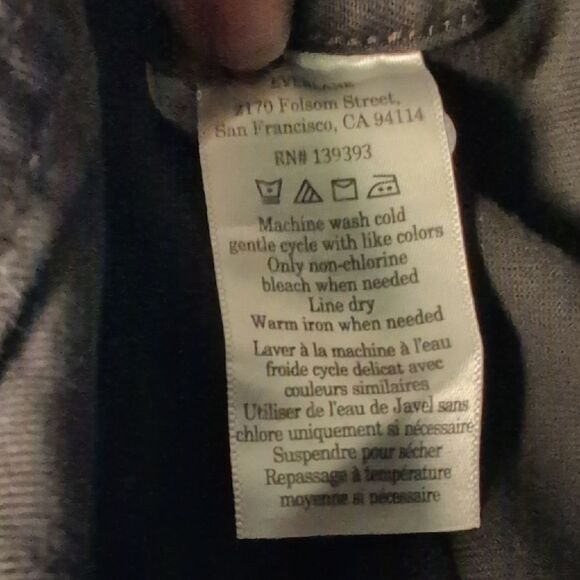 EVERLANE
2170 Folsom Street,
San Francisco, CA 94114
RN# 139393
Machine wash cold
gentle cycle with like colors
Only non-chlorine
bleach when needed
Line dry
Warm iron when needed
Laver à la machine à l'eau
froide cycle delicat avec
couleurs similaires
Utiliser de l'eau de Javel sans
chlore uniquement si nécessaire
Suspendre pour sécher
Repassage à température
moyenne si nécessaire